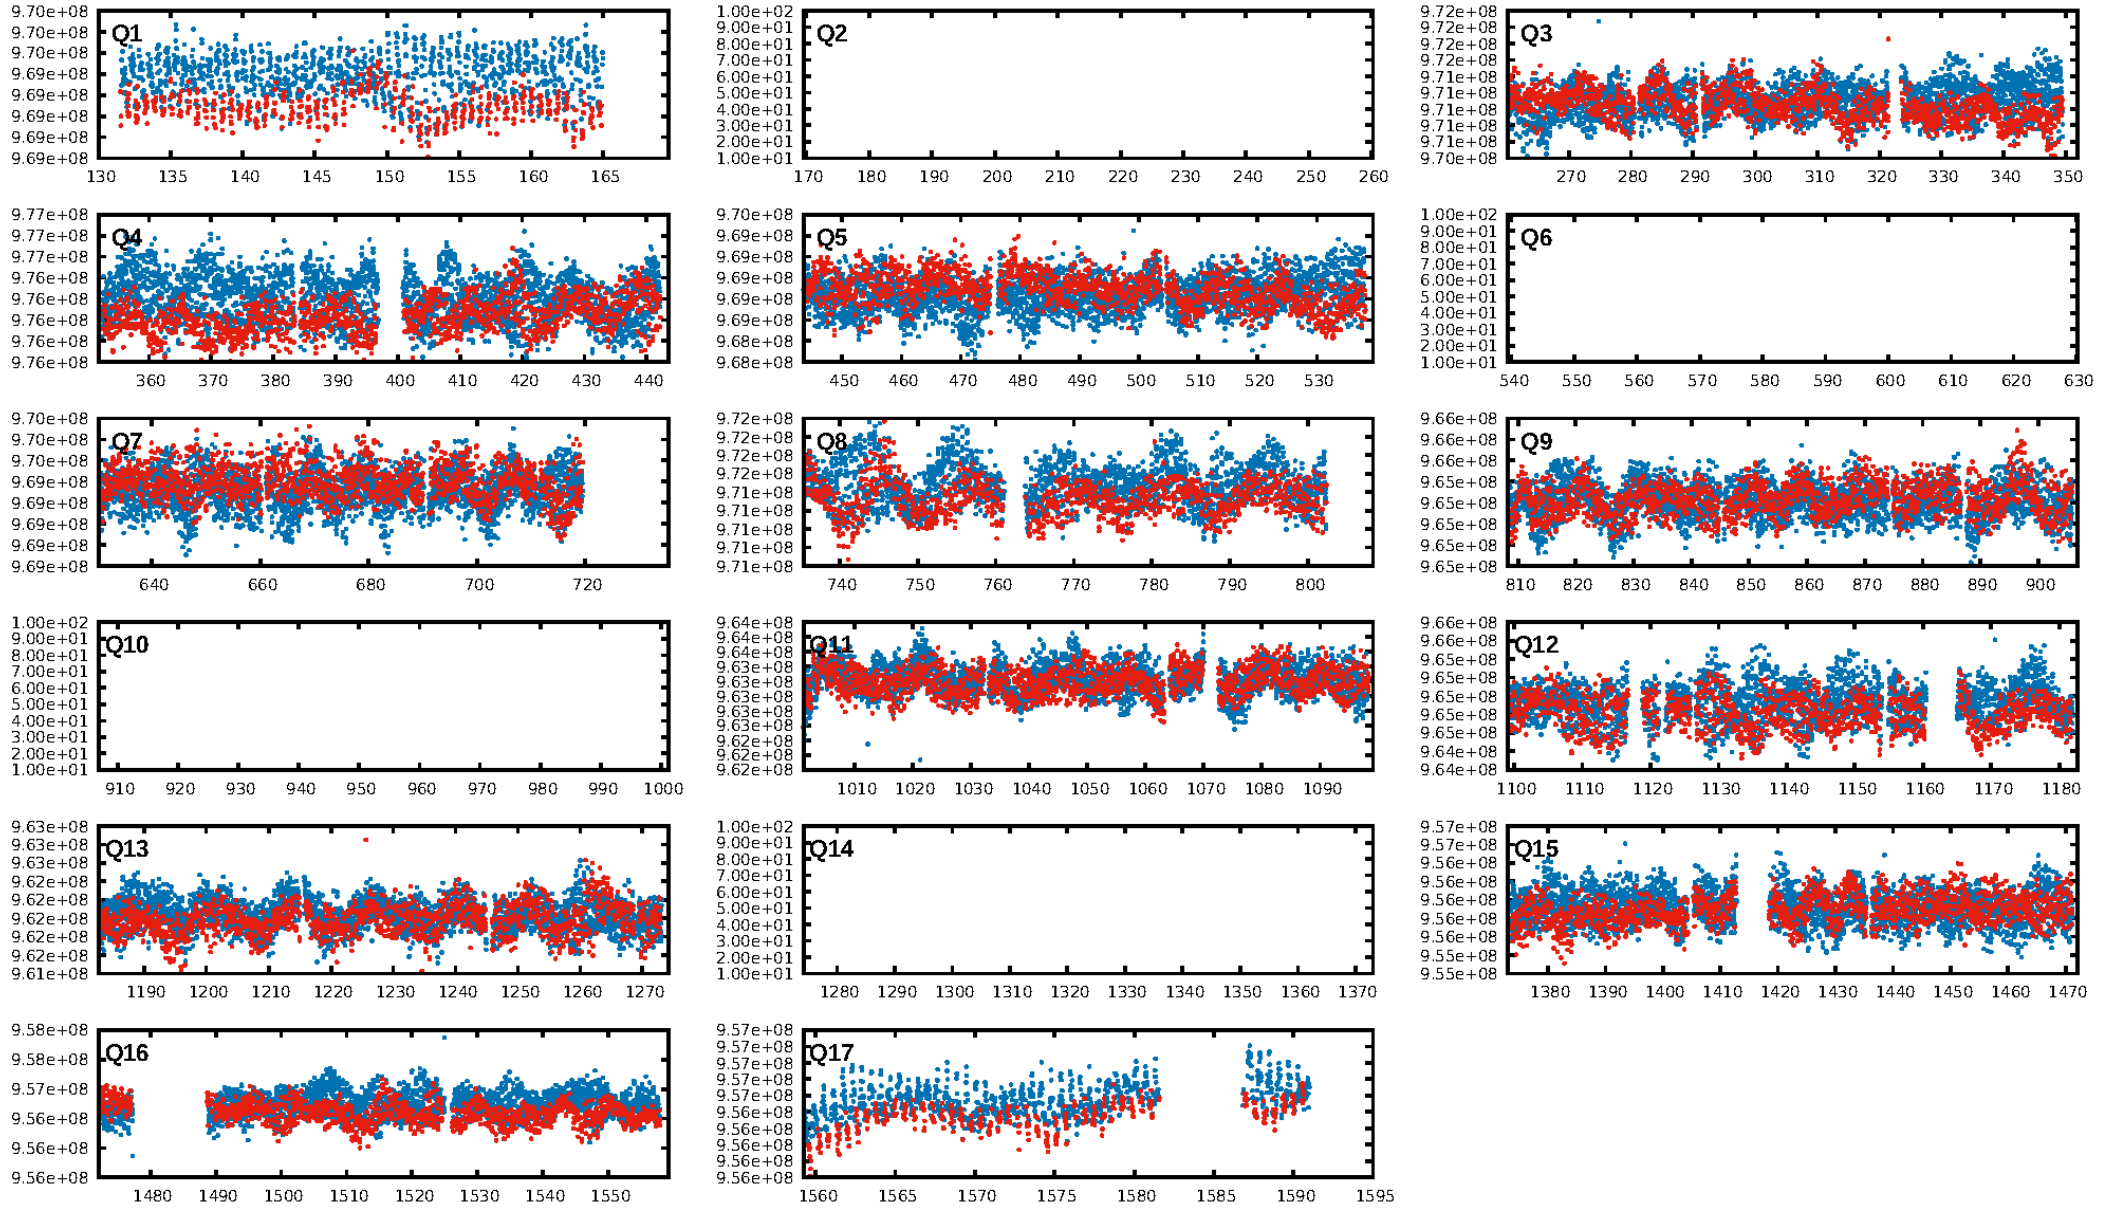 Q1
9.70e+08
9.70e+08
9.70e+08
9.69e+08
9.69e+08
9.69e+08
9.69e+08
9.69e+08
130 135 140 145 150 155 160 165
Q2
1.00e+02
9.00e+01
8.00e+01
7.00e+01
6.00e+01
5.00e+01
4.00e+01
3.00e+01
2.00e+01
1.00e+01
170 180 190 200 210 220 230 240 250 260
Q3
9.72e+08
9.72e+08
9.72e+08
9.72e+08
9.71e+08
9.71e+08
9.71e+08
9.71e+08
9.71e+08
9.70e+08
270 280 290 300 310 320 330 340 350
Q4
9.77e+08
9.77e+08
9.77e+08
9.76e+08
9.76e+08
9.76e+08
9.76e+08
9.76e+08
360 370 380 390 400 410 420 430 440
Q5
9.70e+08
9.69e+08
9.69e+08
9.69e+08
9.69e+08
9.69e+08
9.68e+08
9.68e+08
450 460 470 480 490 500 510 520 530
Q6
1.00e+02
9.00e+01
8.00e+01
7.00e+01
6.00e+01
5.00e+01
4.00e+01
3.00e+01
2.00e+01
1.00e+01
540 550 560 570 580 590 600 610 620 630
Q7
9.70e+08
9.70e+08
9.70e+08
9.69e+08
9.69e+08
9.69e+08
9.69e+08
9.69e+08
640 660 680 700 720
Q8
9.72e+08
9.72e+08
9.72e+08
9.72e+08
9.71e+08
9.71e+08
9.71e+08
9.71e+08
9.71e+08
740 750 760 770 780 790 800
Q9
9.66e+08
9.66e+08
9.66e+08
9.65e+08
9.65e+08
9.65e+08
9.65e+08
9.65e+08
810 820 830 840 850 860 870 880 890 900
Q10
1.00e+02
9.00e+01
8.00e+01
7.00e+01
6.00e+01
5.00e+01
4.00e+01
3.00e+01
2.00e+01
1.00e+01
910 920 930 940 950 960 970 980 990 1000
Q11
9.64e+08
9.64e+08
9.64e+08
9.63e+08
9.63e+08
9.63e+08
9.63e+08
9.63e+08
9.63e+08
9.62e+08
9.62e+08
1010 1020 1030 1040 1050 1060 1070 1080 1090
Q12
9.66e+08
9.66e+08
9.65e+08
9.65e+08
9.65e+08
9.65e+08
9.65e+08
9.64e+08
9.64e+08
1100 1110 1120 1130 1140 1150 1160 1170 1180
Q13
9.63e+08
9.63e+08
9.63e+08
9.62e+08
9.62e+08
9.62e+08
9.62e+08
9.62e+08
9.61e+08
1190 1200 1210 1220 1230 1240 1250 1260 1270
Q14
1.00e+02
9.00e+01
8.00e+01
7.00e+01
6.00e+01
5.00e+01
4.00e+01
3.00e+01
2.00e+01
1.00e+01
1280 1290 1300 1310 1320 1330 1340 1350 1360 1370
Q15
9.57e+08
9.57e+08
9.56e+08
9.56e+08
9.56e+08
9.56e+08
9.56e+08
9.55e+08
9.55e+08
1380 1390 1400 1410 1420 1430 1440 1450 1460 1470
Q16
9.58e+08
9.58e+08
9.57e+08
9.56e+08
9.56e+08
9.56e+08
1480 1490 1500 1510 1520 1530 1540 1550
Q17
9.57e+08
9.57e+08
9.57e+08
9.57e+08
9.57e+08
9.56e+08
9.56e+08
9.56e+08
9.56e+08
9.56e+08
1560 1565 1570 1575 1580 1585 1590 1595